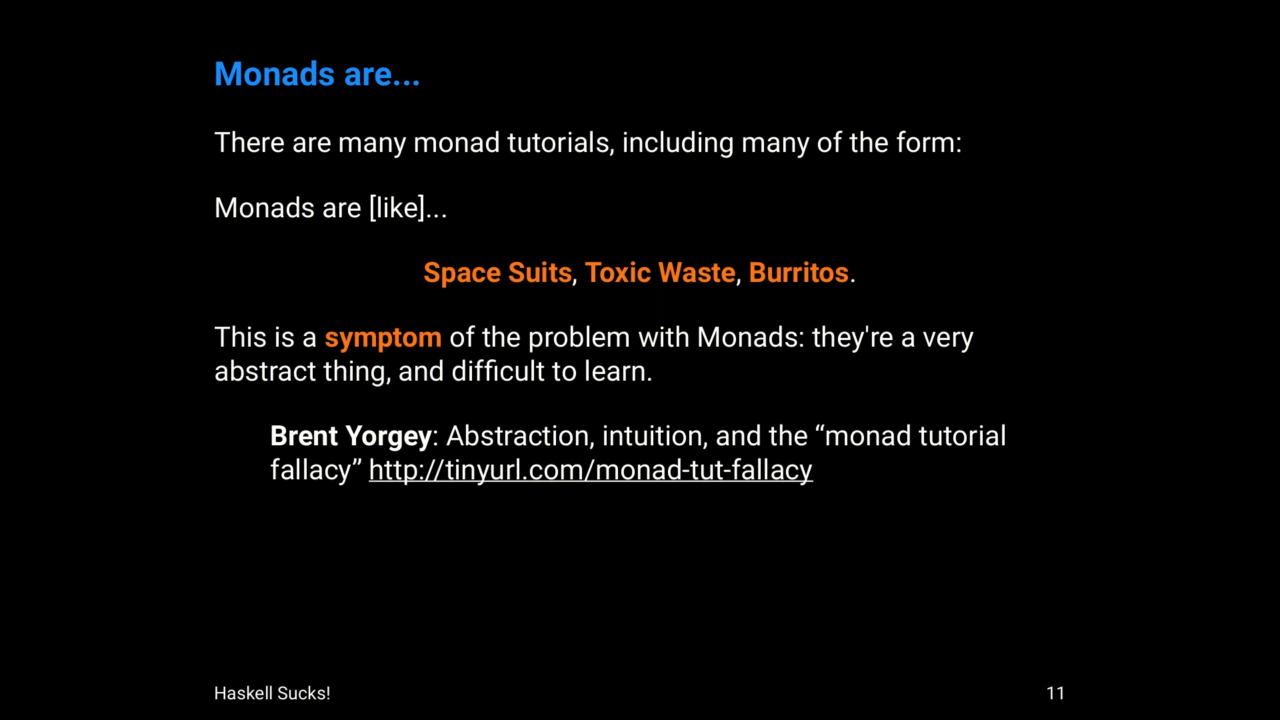 Monads are...
There are many monad tutorials, including many of the form:
Monads are [like]...
Space Suits, Toxic Waste, Burritos.
This is a symptom of the problem with Monads: they're a very
abstract thing, and difficult to learn.
Brent Yorgey: Abstraction, intuition, and the “monad tutorial
fallacy” http://tinyurl.com/monad-tut-fallacy
Haskell Sucks!
11